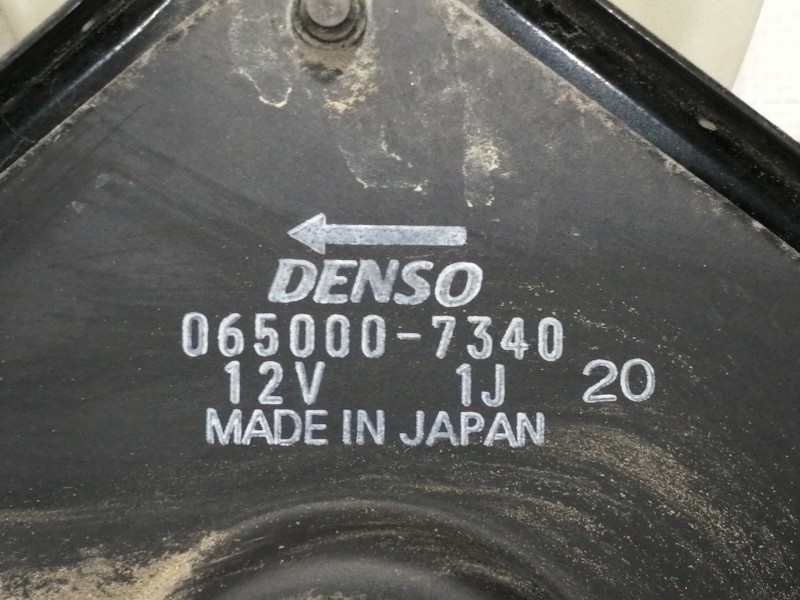 DENSO
065000-7340
12V 1J 20
MADE IN JAPAN